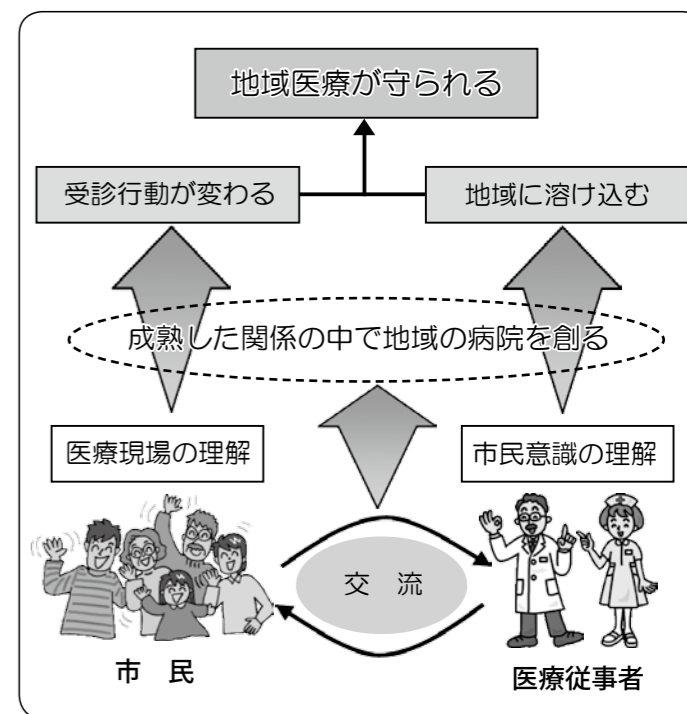 地域医療が守られる
受診行動が変わる
地域に溶け込む
成熟した関係の中で地域の病院を創る
医療現場の理解
市民意識の理解
交　流
市　民
医療従事者